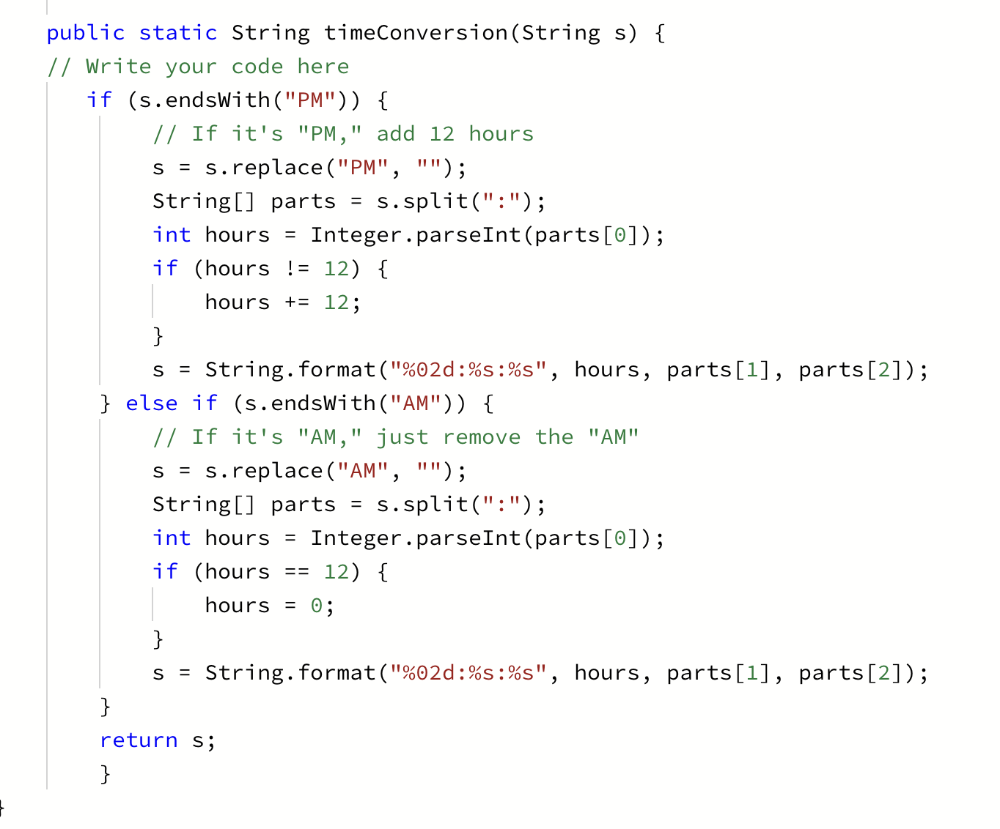 public static String timeConversion(String s) {
// Write your code here
if (s.endsWith("PM")) {
// If it's "PM," add 12 hours
s = s.replace("PM", "");
String[] parts = s.split(":");
int hours = Integer.parseInt(parts[0]);
if (hours != 12) {
hours += 12;
}
s = String.format("%02d:%s:%s", hours, parts[1], parts[2]);
} else if (s.endsWith("AM")) {
// If it's "AM," just remove the "AM"
s = s.replace("AM", "");
String[] parts = s.split(":");
int hours = Integer.parseInt(parts[0]);
if (hours == 12) {
hours = 0;
}
s = String.format("%02d:%s:%s", hours, parts[1], parts[2]);
}
return s;
}
}